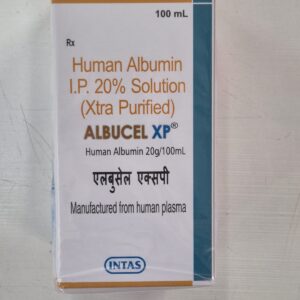 100 mL
Rx
Human Albumin
I.P. 20% Solution
(Xtra Purified)
ALBUCEL XP®
Human Albumin 20g/100mL
एलबुसेल एक्सपी
Manufactured from human plasma
INTAS